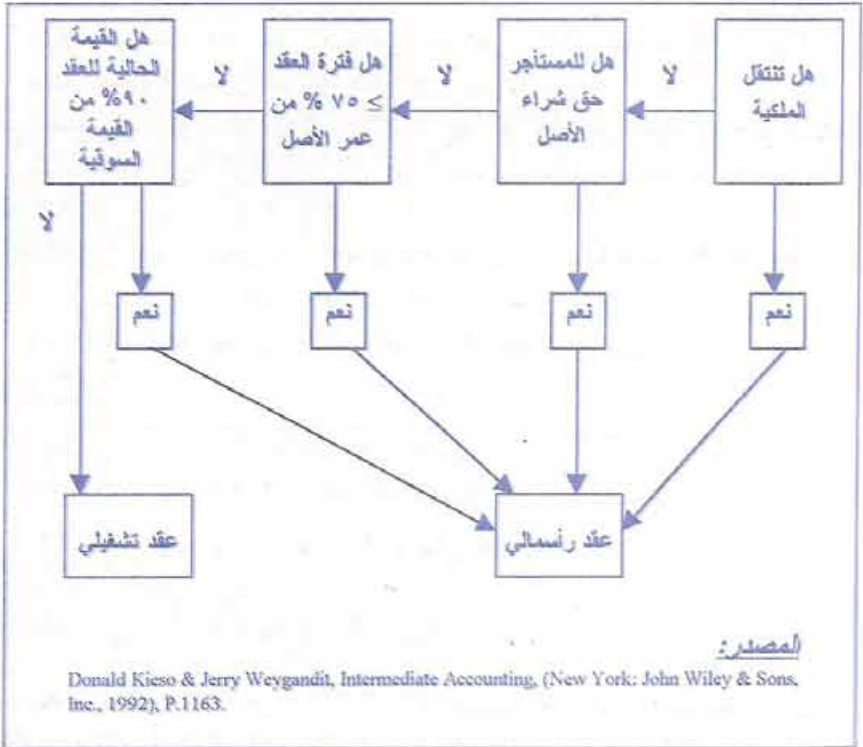 هل تنتقل
الملكية
لا
هل للمستأجر
حق شراء
الأصل
لا
هل فترة العقد
≤ ٧٥ % من
عمر الأصل
لا
هل القيمة
الحالية للعقد
٩٠% من
القيمة
السوقية
لا
نعم
نعم
نعم
نعم
عقد رأسمالي
عقد تشغيلي
المصدر:
Donald Kieso & Jerry Weygandit, Intermediate Accounting, (New York: John Wiley & Sons,
Inc., 1992), P.1163.